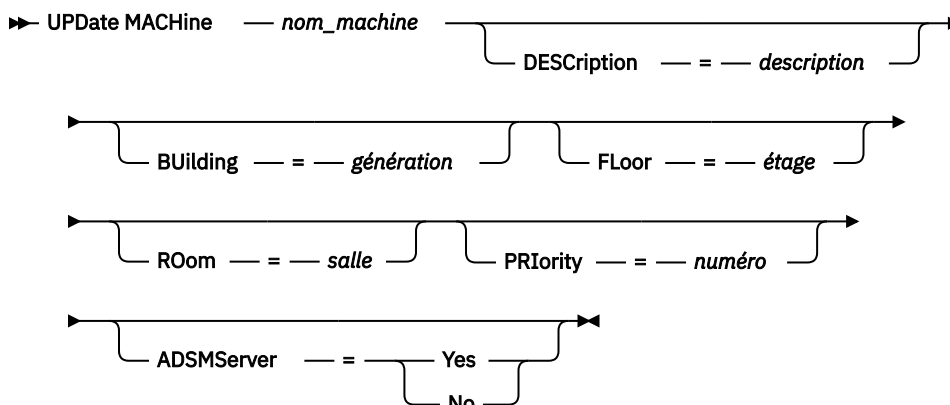 UPDate MACHine nom_machine
DESCription = description
BUilding = génération FLoor = étage
ROom = salle PRIority = numéro
ADSMServer = Yes
No